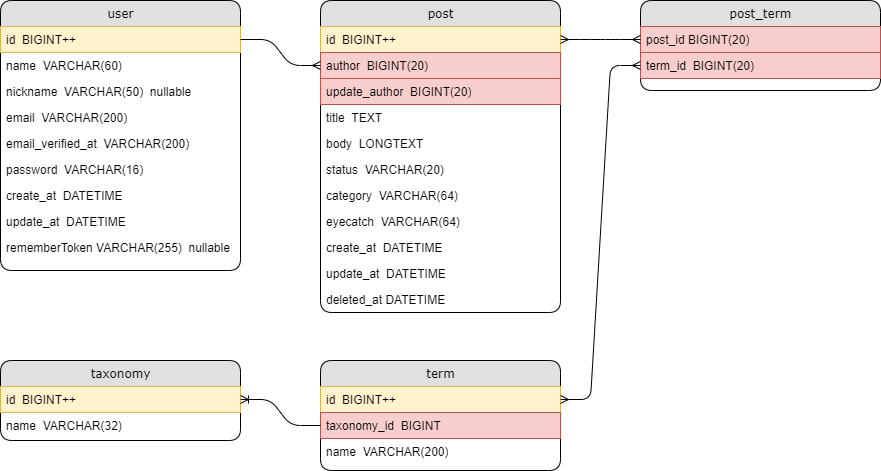 user
id BIGINT++
name VARCHAR(60)
nickname VARCHAR(50) nullable
email VARCHAR(200)
email_verified_at VARCHAR(200)
password VARCHAR(16)
create_at DATETIME
update_at DATETIME
rememberToken VARCHAR(255) nullable
post
id BIGINT++
author BIGINT(20)
update_author BIGINT(20)
title TEXT
body LONGTEXT
status VARCHAR(20)
category VARCHAR(64)
eyecatch VARCHAR(64)
create_at DATETIME
update_at DATETIME
deleted_at DATETIME
post_term
post_id BIGINT(20)
term_id BIGINT(20)
taxonomy
id BIGINT++
name VARCHAR(32)
term
id BIGINT++
taxonomy_id BIGINT
name VARCHAR(200)